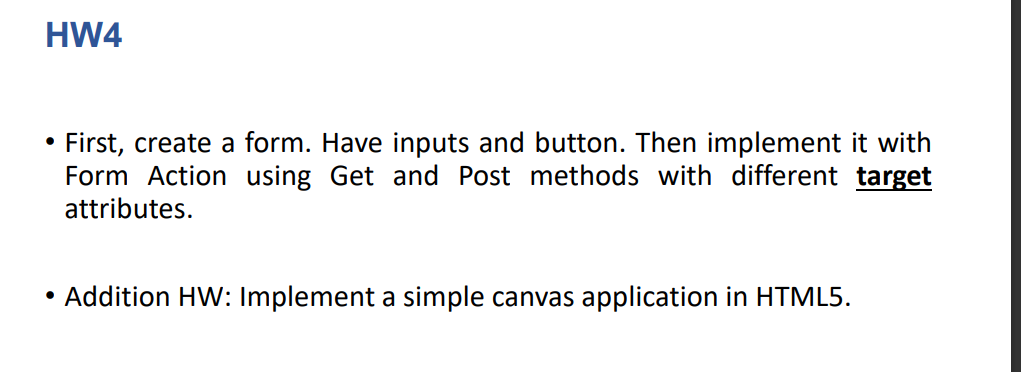 HW4
• First, create a form. Have inputs and button. Then implement it with
Form Action using Get and Post methods with different target
attributes.
• Addition HW: Implement a simple canvas application in HTML5.